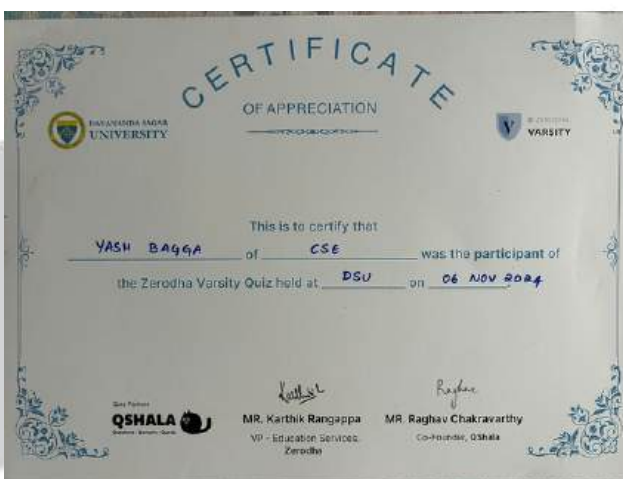 CERTIFICATE
OF APPRECIATION
DAYANANDA SAGAR
UNIVERSITY
VARSITY
This is to certify that
YASH BAGGA of CSE was the participant of
the Zerodha Varsity Quiz held at DSU on 06 NOV 2024
Quiz Partner
QSHALA
MR. Karthik Rangappa
VP - Education Services,
Zerodha
MR. Raghav Chakravarthy
Co-Founder, QShala